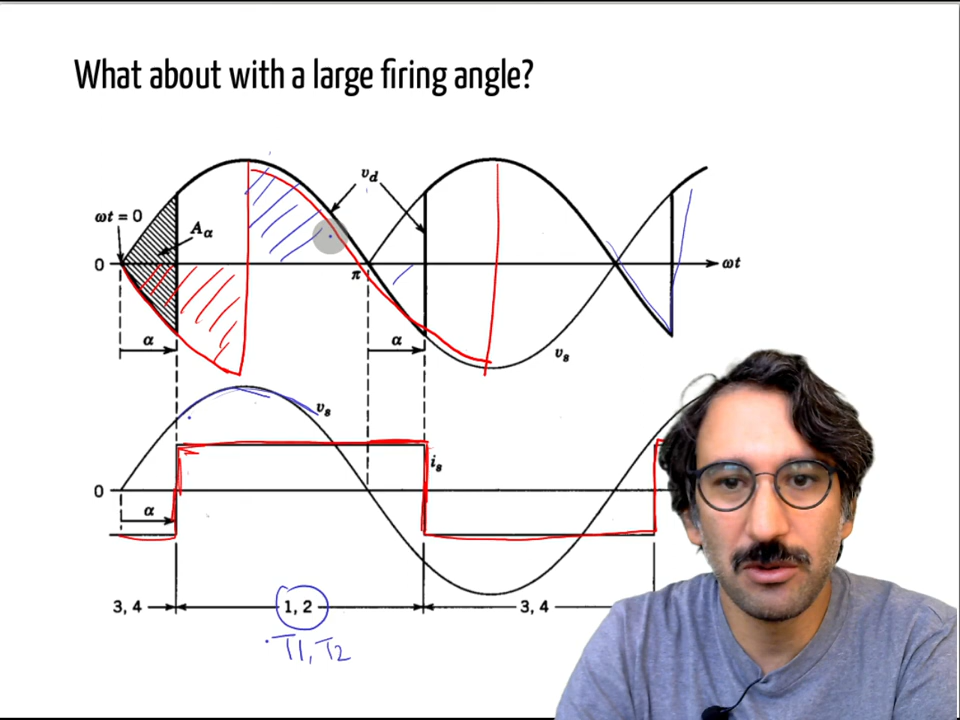 What about with a large firing angle?
v_d
ωt = 0
A_α
0
π
ωt
α
α
v_s
v_s
0
i_s
α
3, 4
1, 2
3, 4
T1, T2